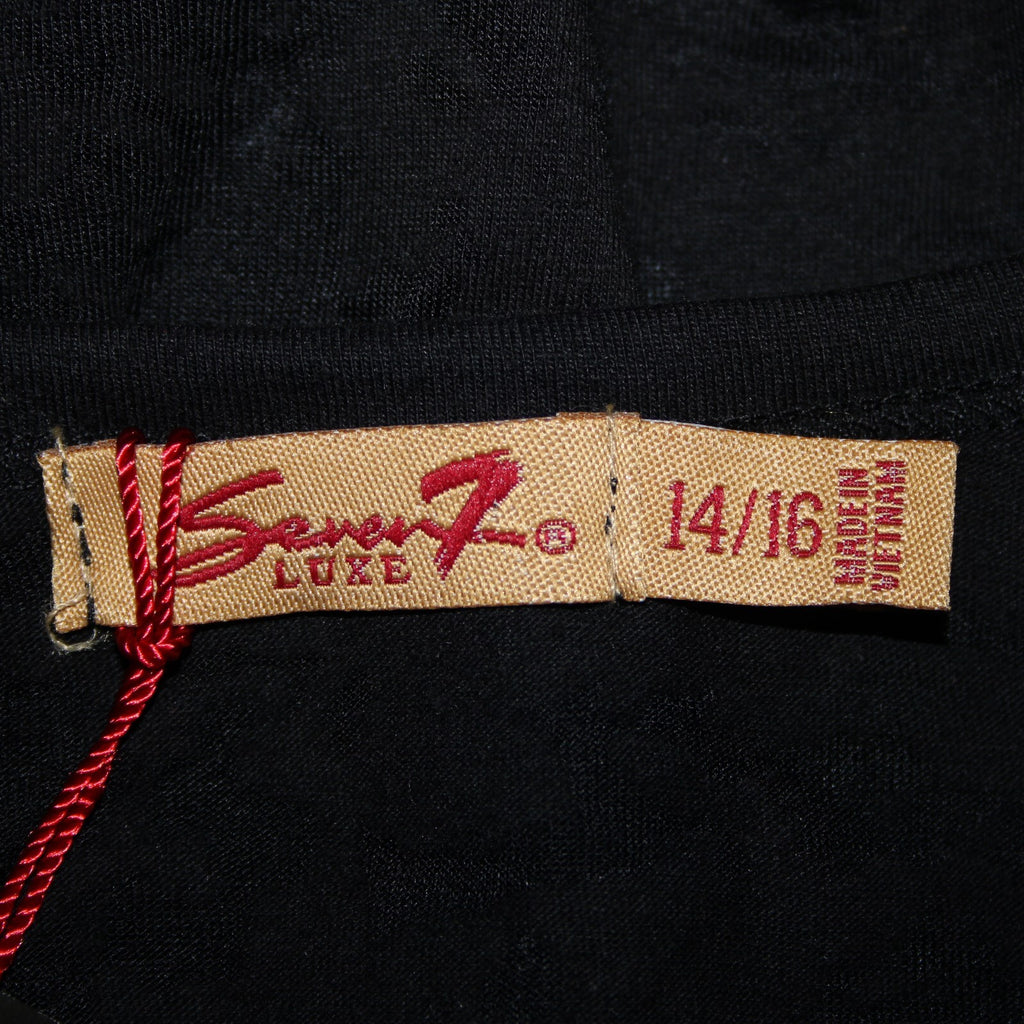 Seven7 ®
LUXE
14/16
MADE IN
VIETNAM